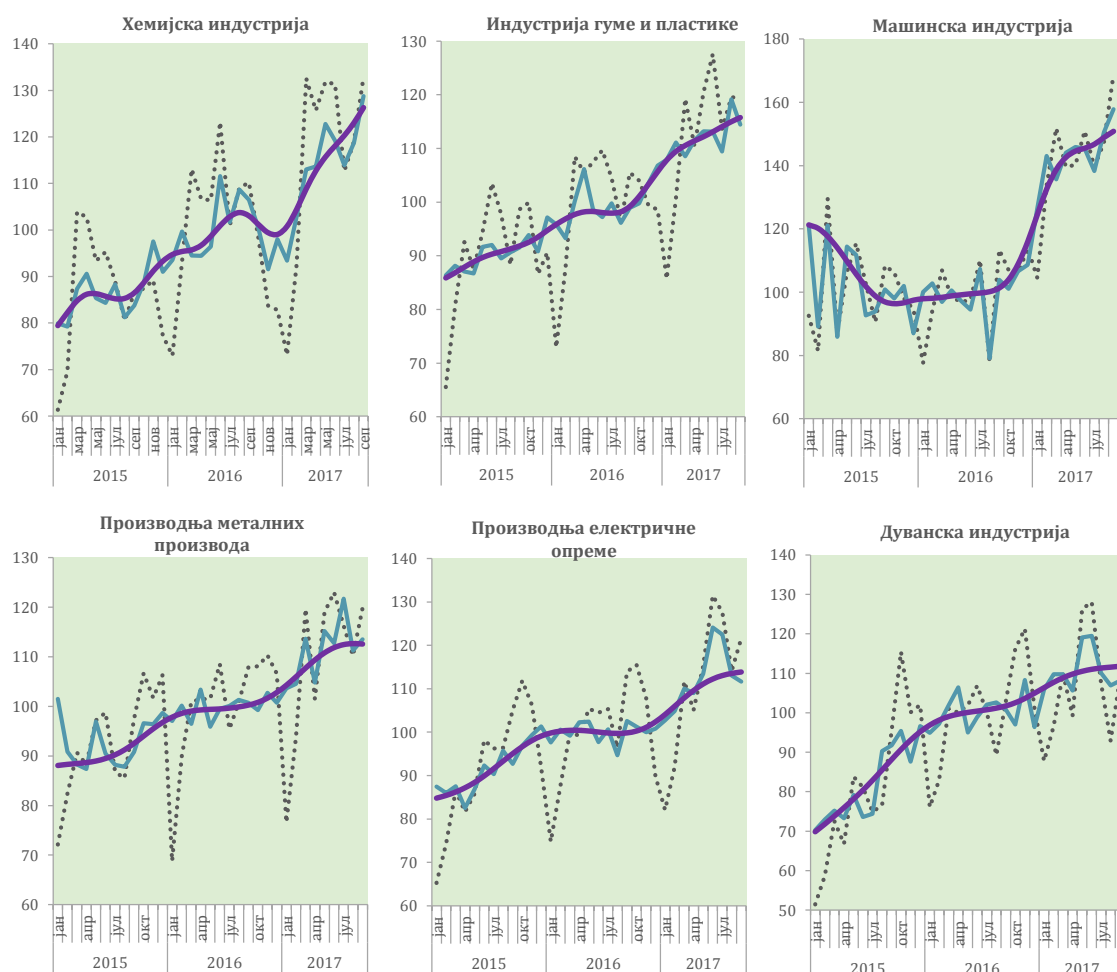 Хемијска индустрија
140
130
120
110
100
90
80
70
60
јан
мар
мај
јул
сеп
нов
јан
мар
мај
јул
сеп
нов
јан
мар
мај
јул
сеп
2015
2016
2017
Индустрија гуме и пластике
130
120
110
100
90
80
70
60
јан
апр
јул
окт
јан
апр
јул
окт
јан
апр
јул
2015
2016
2017
Машинска индустрија
180
160
140
120
100
80
60
јан
апр
јул
окт
јан
апр
јул
окт
јан
апр
јул
2015
2016
2017
Производња металних
производа
130
120
110
100
90
80
70
60
јан
апр
јул
окт
јан
апр
јул
окт
јан
апр
јул
2015
2016
2017
Производња електричне
опреме
140
130
120
110
100
90
80
70
60
јан
апр
јул
окт
јан
апр
јул
окт
јан
апр
јул
2015
2016
2017
Дуванска индустрија
140
130
120
110
100
90
80
70
60
50
јан
апр
јул
окт
јан
апр
јул
окт
јан
апр
јул
2015
2016
2017